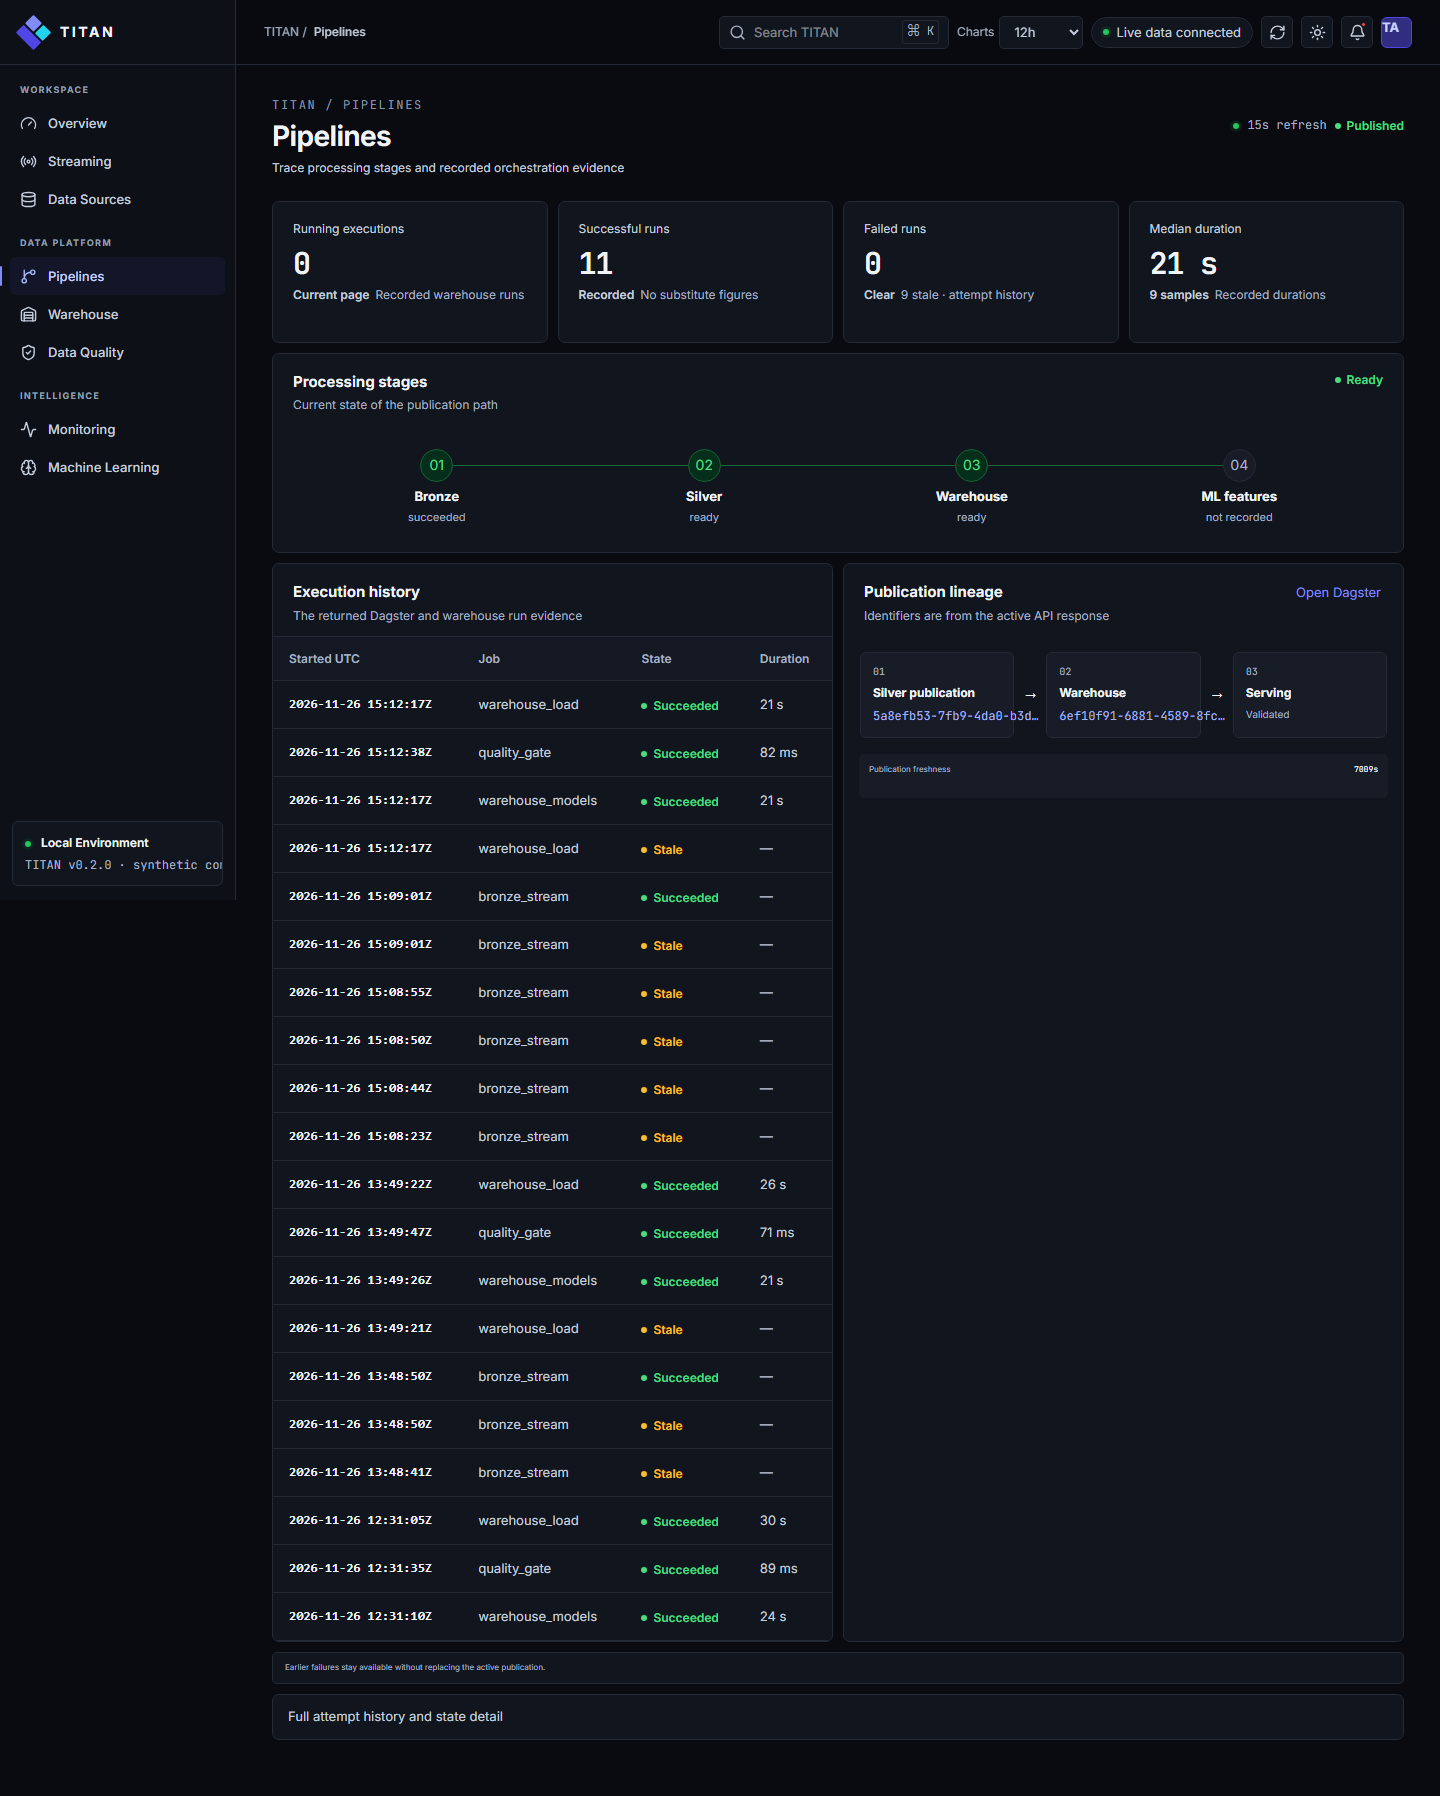 TITAN
TITAN / Pipelines
Search TITAN ⌘ K
Charts 12h
Live data connected
TA
WORKSPACE
Overview
Streaming
Data Sources
DATA PLATFORM
Pipelines
Warehouse
Data Quality
INTELLIGENCE
Monitoring
Machine Learning
Local Environment
TITAN v0.2.0 · synthetic
TITAN / PIPELINES
Pipelines
Trace processing stages and recorded orchestration evidence
15s refresh Published
Running executions
0
Current page Recorded warehouse runs
Successful runs
11
Recorded No substitute figures
Failed runs
0
Clear 9 stale · attempt history
Median duration
21 s
9 samples Recorded durations
Processing stages
Current state of the publication path
Ready
01
Bronze
succeeded
02
Silver
ready
03
Warehouse
ready
04
ML features
not recorded
Execution history
The returned Dagster and warehouse run evidence
Started UTC Job State Duration
2026-11-26 15:12:17Z warehouse_load Succeeded 21 s
2026-11-26 15:12:38Z quality_gate Succeeded 82 ms
2026-11-26 15:12:17Z warehouse_models Succeeded 21 s
2026-11-26 15:12:17Z warehouse_load Stale —
2026-11-26 15:09:01Z bronze_stream Succeeded —
2026-11-26 15:09:01Z bronze_stream Stale —
2026-11-26 15:08:55Z bronze_stream Stale —
2026-11-26 15:08:50Z bronze_stream Stale —
2026-11-26 15:08:44Z bronze_stream Stale —
2026-11-26 15:08:23Z bronze_stream Stale —
2026-11-26 13:49:22Z warehouse_load Succeeded 26 s
2026-11-26 13:49:47Z quality_gate Succeeded 71 ms
2026-11-26 13:49:26Z warehouse_models Succeeded 21 s
2026-11-26 13:49:21Z warehouse_load Stale —
2026-11-26 13:48:50Z bronze_stream Succeeded —
2026-11-26 13:48:50Z bronze_stream Stale —
2026-11-26 13:48:41Z bronze_stream Stale —
2026-11-26 12:31:05Z warehouse_load Succeeded 30 s
2026-11-26 12:31:35Z quality_gate Succeeded 89 ms
2026-11-26 12:31:10Z warehouse_models Succeeded 24 s
Publication lineage
Open Dagster
Identifiers are from the active API response
01
Silver publication
5a8efb53-7fb9-4da0-b3d…
→
02
Warehouse
6ef10f91-6881-4589-8fc…
→
03
Serving
Validated
Publication freshness 7009s
Earlier failures stay available without replacing the active publication.
Full attempt history and state detail